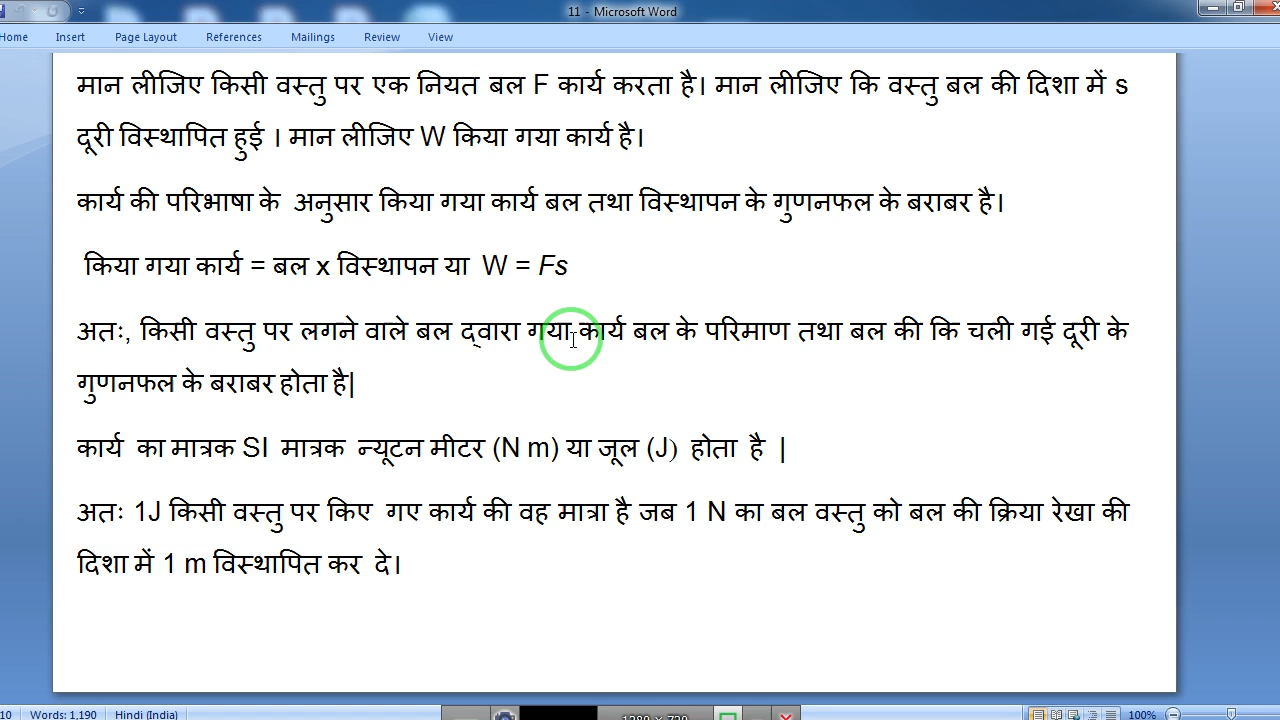 11 - Microsoft Word
Home Insert Page Layout References Mailings Review View
मान लीजिए किसी वस्तु पर एक नियत बल F कार्य करता है। मान लीजिए कि वस्तु बल की दिशा में s
दूरी विस्थापित हुई । मान लीजिए W किया गया कार्य है।
कार्य की परिभाषा के अनुसार किया गया कार्य बल तथा विस्थापन के गुणनफल के बराबर है।
किया गया कार्य = बल x विस्थापन या W = Fs
अतः, किसी वस्तु पर लगने वाले बल द्वारा गया कार्य बल के परिमाण तथा बल की कि चली गई दूरी के
गुणनफल के बराबर होता है|
कार्य का मात्रक SI मात्रक न्यूटन मीटर (N m) या जूल (J) होता है |
अतः 1J किसी वस्तु पर किए गए कार्य की वह मात्रा है जब 1 N का बल वस्तु को बल की क्रिया रेखा की
दिशा में 1 m विस्थापित कर दे।
10 Words: 1,190 Hindi (India) 1280 x 720 100%